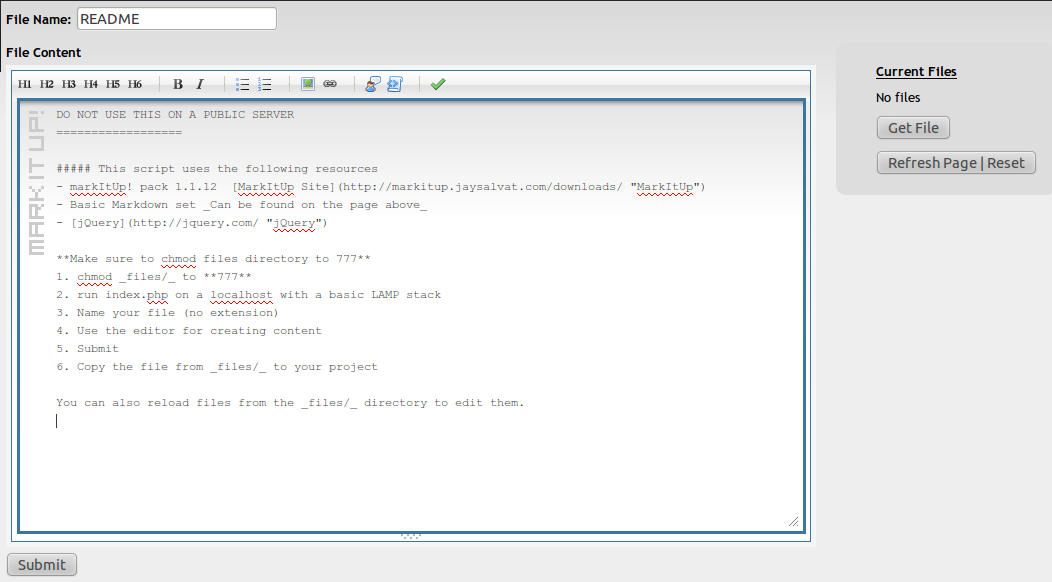 File Name: README
File Content
H1 H2 H3 H4 H5 H6 B I
MARK IT UP!
DO NOT USE THIS ON A PUBLIC SERVER
==================
##### This script uses the following resources
- markItUp! pack 1.1.12  [MarkItUp Site](http://markitup.jaysalvat.com/downloads/ "MarkItUp")
- Basic Markdown set _Can be found on the page above_
- [jQuery](http://jquery.com/ "jQuery")
**Make sure to chmod files directory to 777**
1. chmod _files/_ to **777**
2. run index.php on a localhost with a basic LAMP stack
3. Name your file (no extension)
4. Use the editor for creating content
5. Submit
6. Copy the file from _files/_ to your project
You can also reload files from the _files/_ directory to edit them.
Submit
Current Files
No files
Get File
Refresh Page | Reset